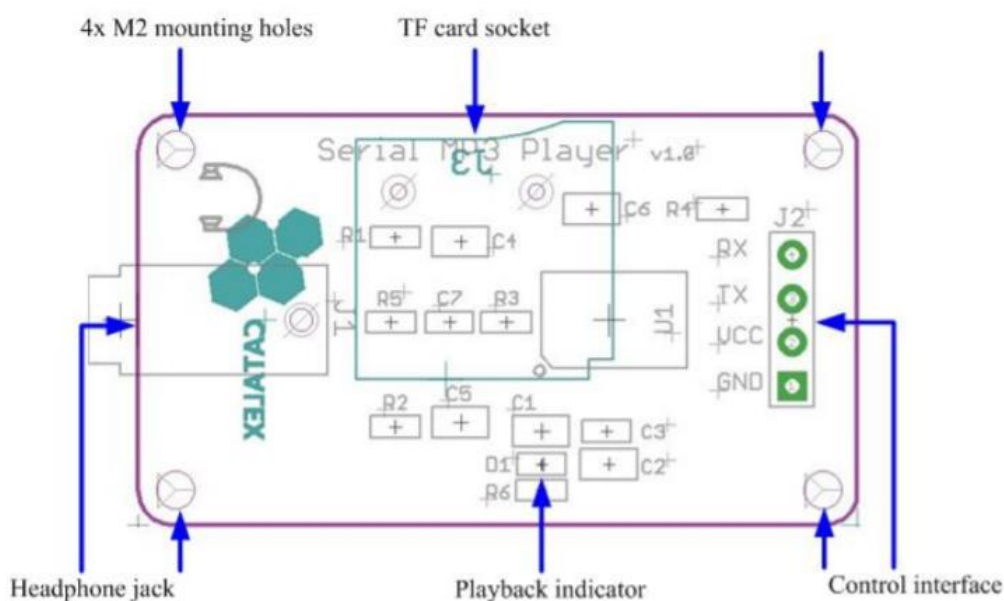 4x M2 mounting holes
TF card socket
Serial MP3 Player v1.0
J3
C6
R4
J2
RX
R1
C4
TX
R5
C7
R3
J1
U1
VCC
GND
CATALEX
R2
C5
C1
C3
D1
C2
R6
Headphone jack
Playback indicator
Control interface